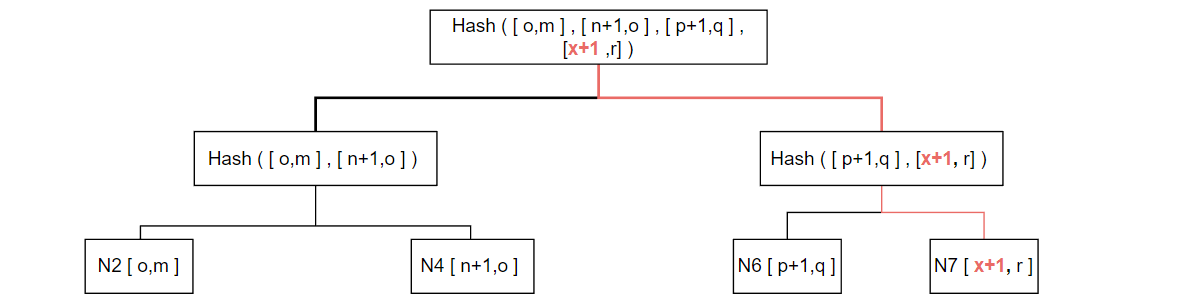 Hash ( [ o,m ] , [ n+1,o ] , [ p+1,q ] ,
[x+1 ,r] )
Hash ( [ o,m ] , [ n+1,o ] )
Hash ( [ p+1,q ] , [x+1, r] )
N2 [ o,m ]
N4 [ n+1,o ]
N6 [ p+1,q ]
N7 [ x+1, r ]